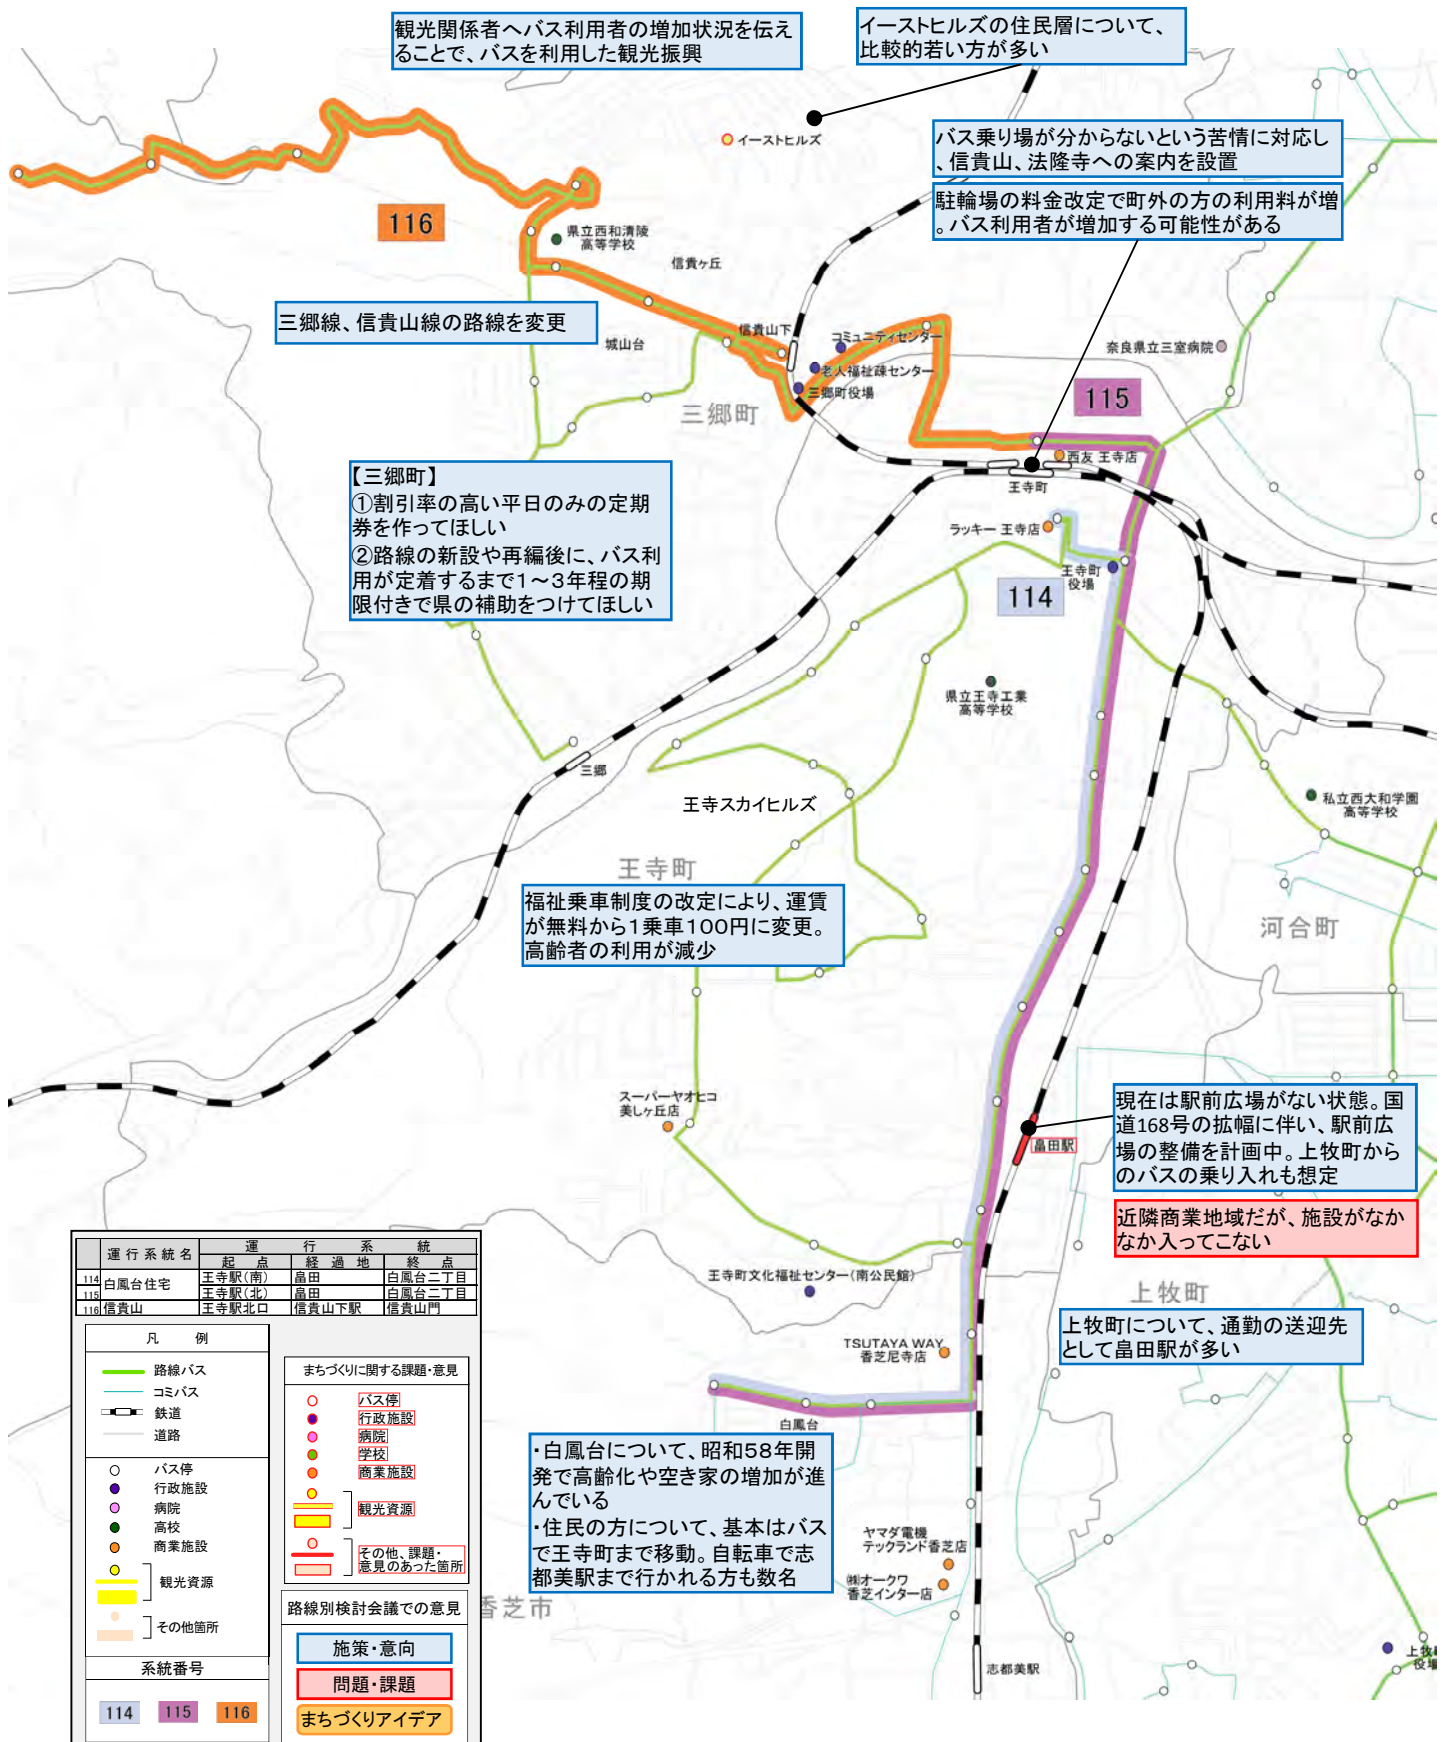 観光関係者へバス利用者の増加状況を伝え
ることで、バスを利用した観光振興
イーストヒルズの住民層について、
比較的若い方が多い
イーストヒルズ
バス乗り場が分からないという苦情に対応し
、信貴山、法隆寺への案内を設置
駐輪場の料金改定で町外の方の利用料が増
。バス利用者が増加する可能性がある
116
県立西和清陵
高等学校
信貴ヶ丘
三郷線、信貴山線の路線を変更
城山台
信貴山下
コミュニティセンター
老人福祉療センター
三郷町役場
奈良県立三室病院
三郷町
115
西友 王寺店
王寺町
【三郷町】
①割引率の高い平日のみの定期
券を作ってほしい
②路線の新設や再編後に、バス利
用が定着するまで1～3年程の期
限付きで県の補助をつけてほしい
ラッキー 王寺店
王寺町
役場
114
県立王寺工業
高等学校
三郷
王寺スカイヒルズ
私立西大和学園
高等学校
王寺町
福祉乗車制度の改定により、運賃
が無料から1乗車100円に変更。
高齢者の利用が減少
河合町
スーパーヤオヒコ
美しヶ丘店
現在は駅前広場がない状態。国
道168号の拡幅に伴い、駅前広
場の整備を計画中。上牧町から
のバスの乗り入れも想定
畠田駅
近隣商業地域だが、施設がなか
なか入ってこない
王寺町文化福祉センター(南公民館)
上牧町
上牧町について、通勤の送迎先
として畠田駅が多い
TSUTAYA WAY
香芝尼寺店
白鳳台
・白鳳台について、昭和58年開
発で高齢化や空き家の増加が進
んでいる
・住民の方について、基本はバス
で王寺町まで移動。自転車で志
都美駅まで行かれる方も数名
ヤマダ電機
テックランド香芝店
㈱オークワ
香芝インター店
香芝市
志都美駅
上牧町
役場
運行系統名 運行系統
起点 経過地 終点
114 白鳳台住宅 王寺駅(南) 畠田 白鳳台二丁目
115 王寺駅(北) 畠田 白鳳台二丁目
116 信貴山 王寺駅北口 信貴山下駅 信貴山門
凡 例
路線バス
コミバス
鉄道
道路
バス停
行政施設
病院
高校
商業施設
観光資源
その他箇所
系統番号
114 115 116
まちづくりに関する課題・意見
バス停
行政施設
病院
学校
商業施設
観光資源
その他、課題・
意見のあった箇所
路線別検討会議での意見
施策・意向
問題・課題
まちづくりアイデア